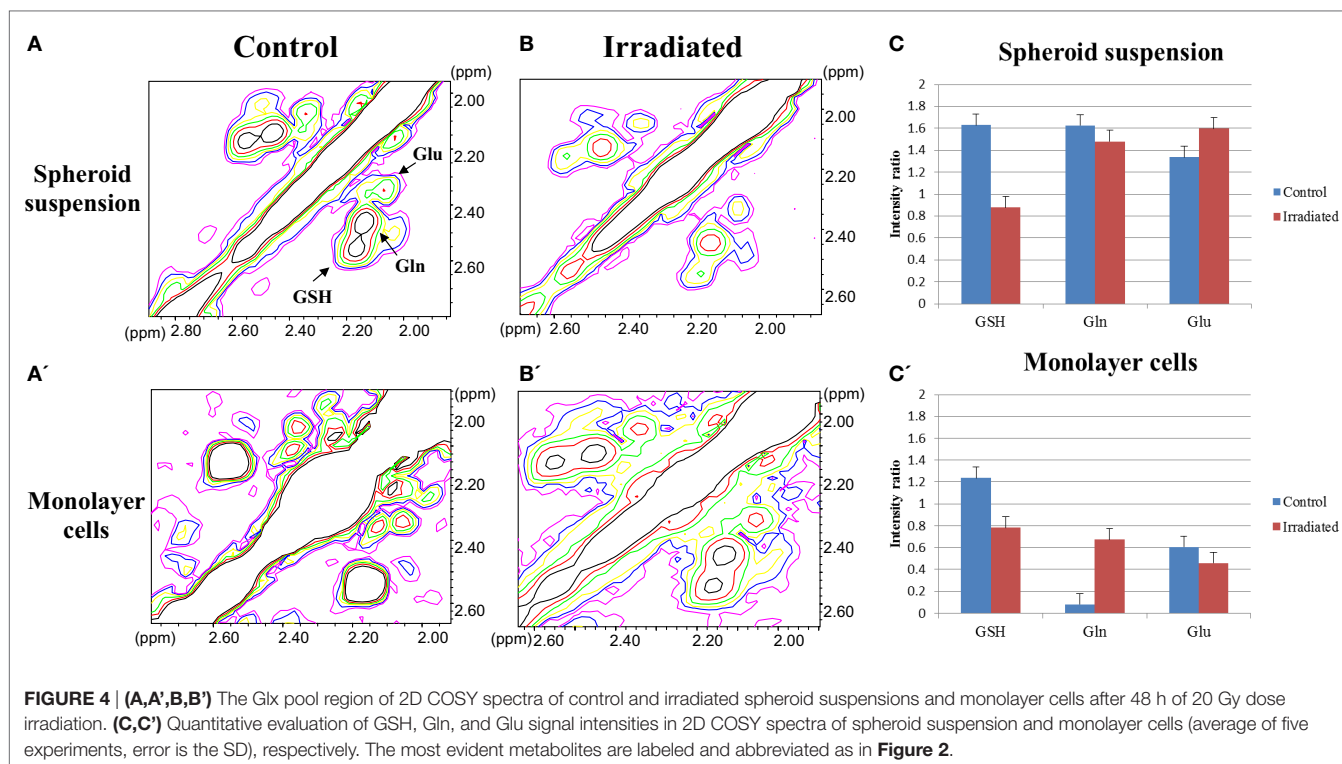 A Control
B Irradiated
C Spheroid suspension
(ppm)
2.00
2.20
2.40
2.60
Glu
Gln
GSH
(ppm) 2.80 2.60 2.40 2.20 2.00
Spheroid
suspension
(ppm)
2.00
2.20
2.40
2.60
(ppm) 2.60 2.40 2.20 2.00
Intensity ratio
2
1.8
1.6
1.4
1.2
1
0.8
0.6
0.4
0.2
0
GSH Gln Glu
Control
Irradiated
A´
B´
C´ Monolayer cells
Monolayer
cells
(ppm)
2.00
2.20
2.40
2.60
(ppm) 2.60 2.40 2.20 2.00
(ppm)
2.00
2.20
2.40
2.60
(ppm) 2.60 2.40 2.20 2.00
Intensity ratio
2
1.8
1.6
1.4
1.2
1
0.8
0.6
0.4
0.2
0
GSH Gln Glu
Control
Irradiated
FIGURE 4 | (A,A’,B,B’) The Glx pool region of 2D COSY spectra of control and irradiated spheroid suspensions and monolayer cells after 48 h of 20 Gy dose
irradiation. (C,C’) Quantitative evaluation of GSH, Gln, and Glu signal intensities in 2D COSY spectra of spheroid suspension and monolayer cells (average of five
experiments, error is the SD), respectively. The most evident metabolites are labeled and abbreviated as in Figure 2.